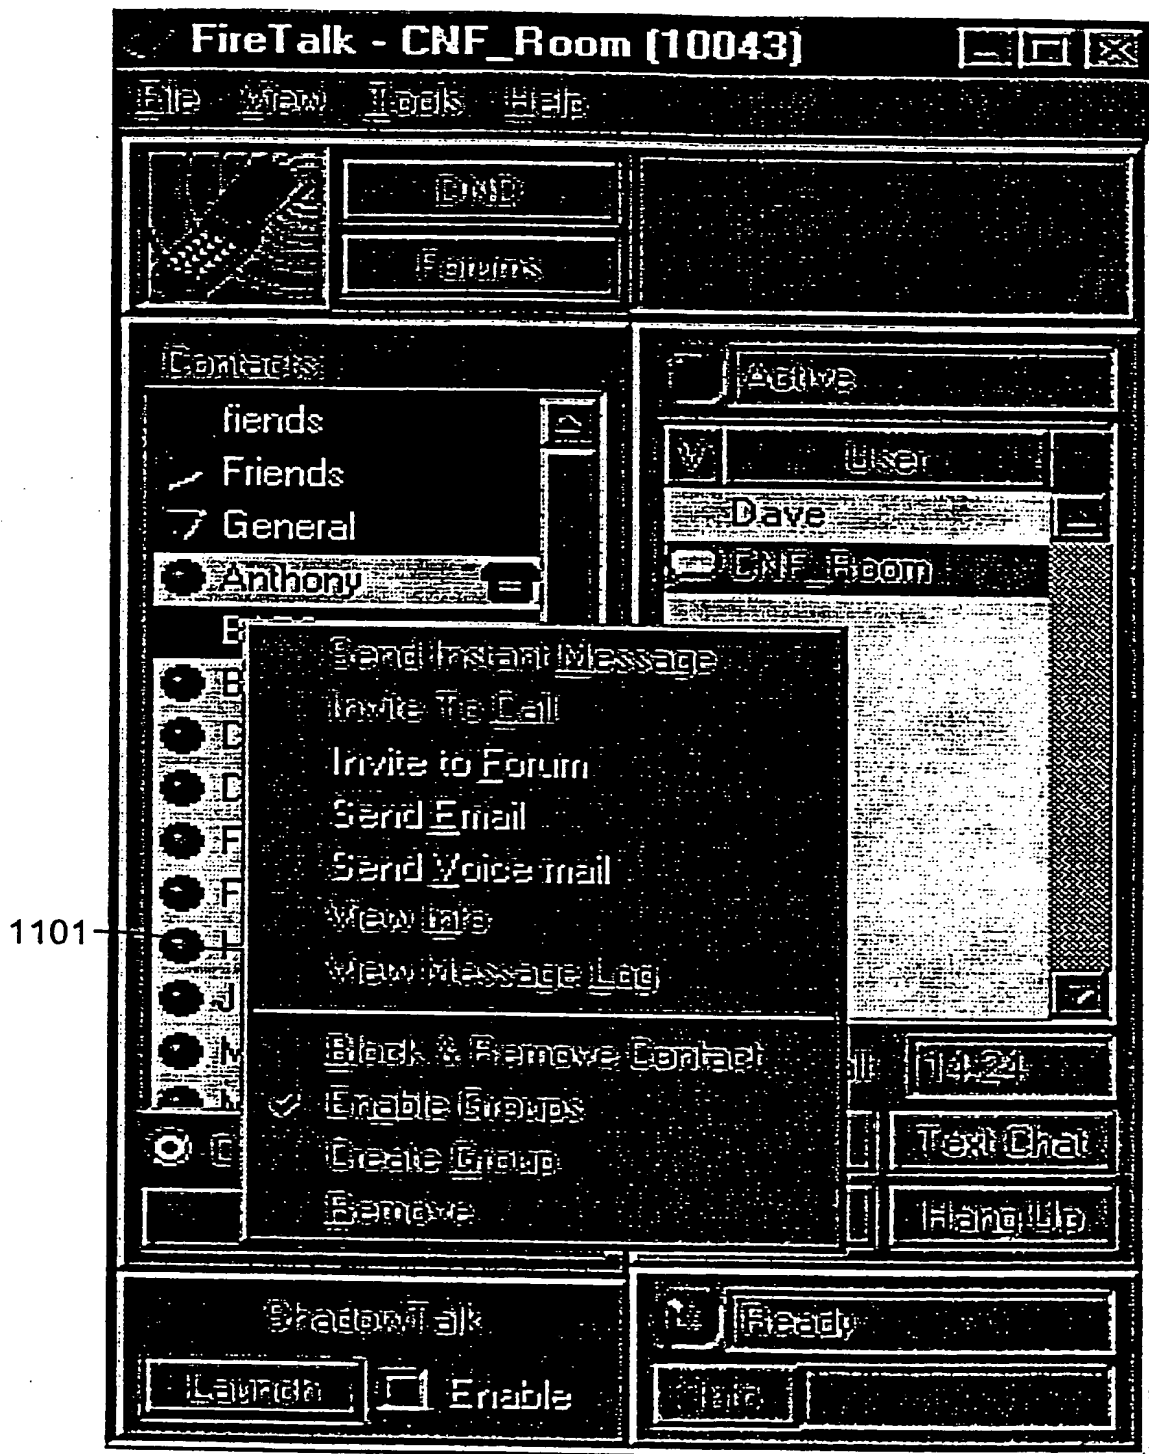 FireTalk - CNF_Room (10043)
File View Tools Help
DND
Forums
Contacts
fiends
Friends
General
Anthony
Active
V User
Dave
CNF_Room
Send Instant Message
Invite To Call
Invite to Forum
Send Email
Send Voice mail
View Info
View Message Log
Block & Remove Contact
Enable Groups
Create Group
Remove
B
D
D
F
F
1101
J
14:24
Text Chat
Hang Up
ShadowTalk
Launch Enable
Ready
Info